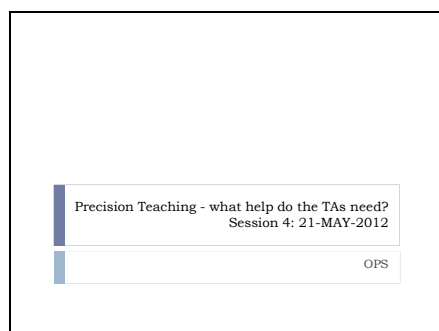 Precision Teaching - what help do the TAs need?
Session 4: 21-MAY-2012
OPS